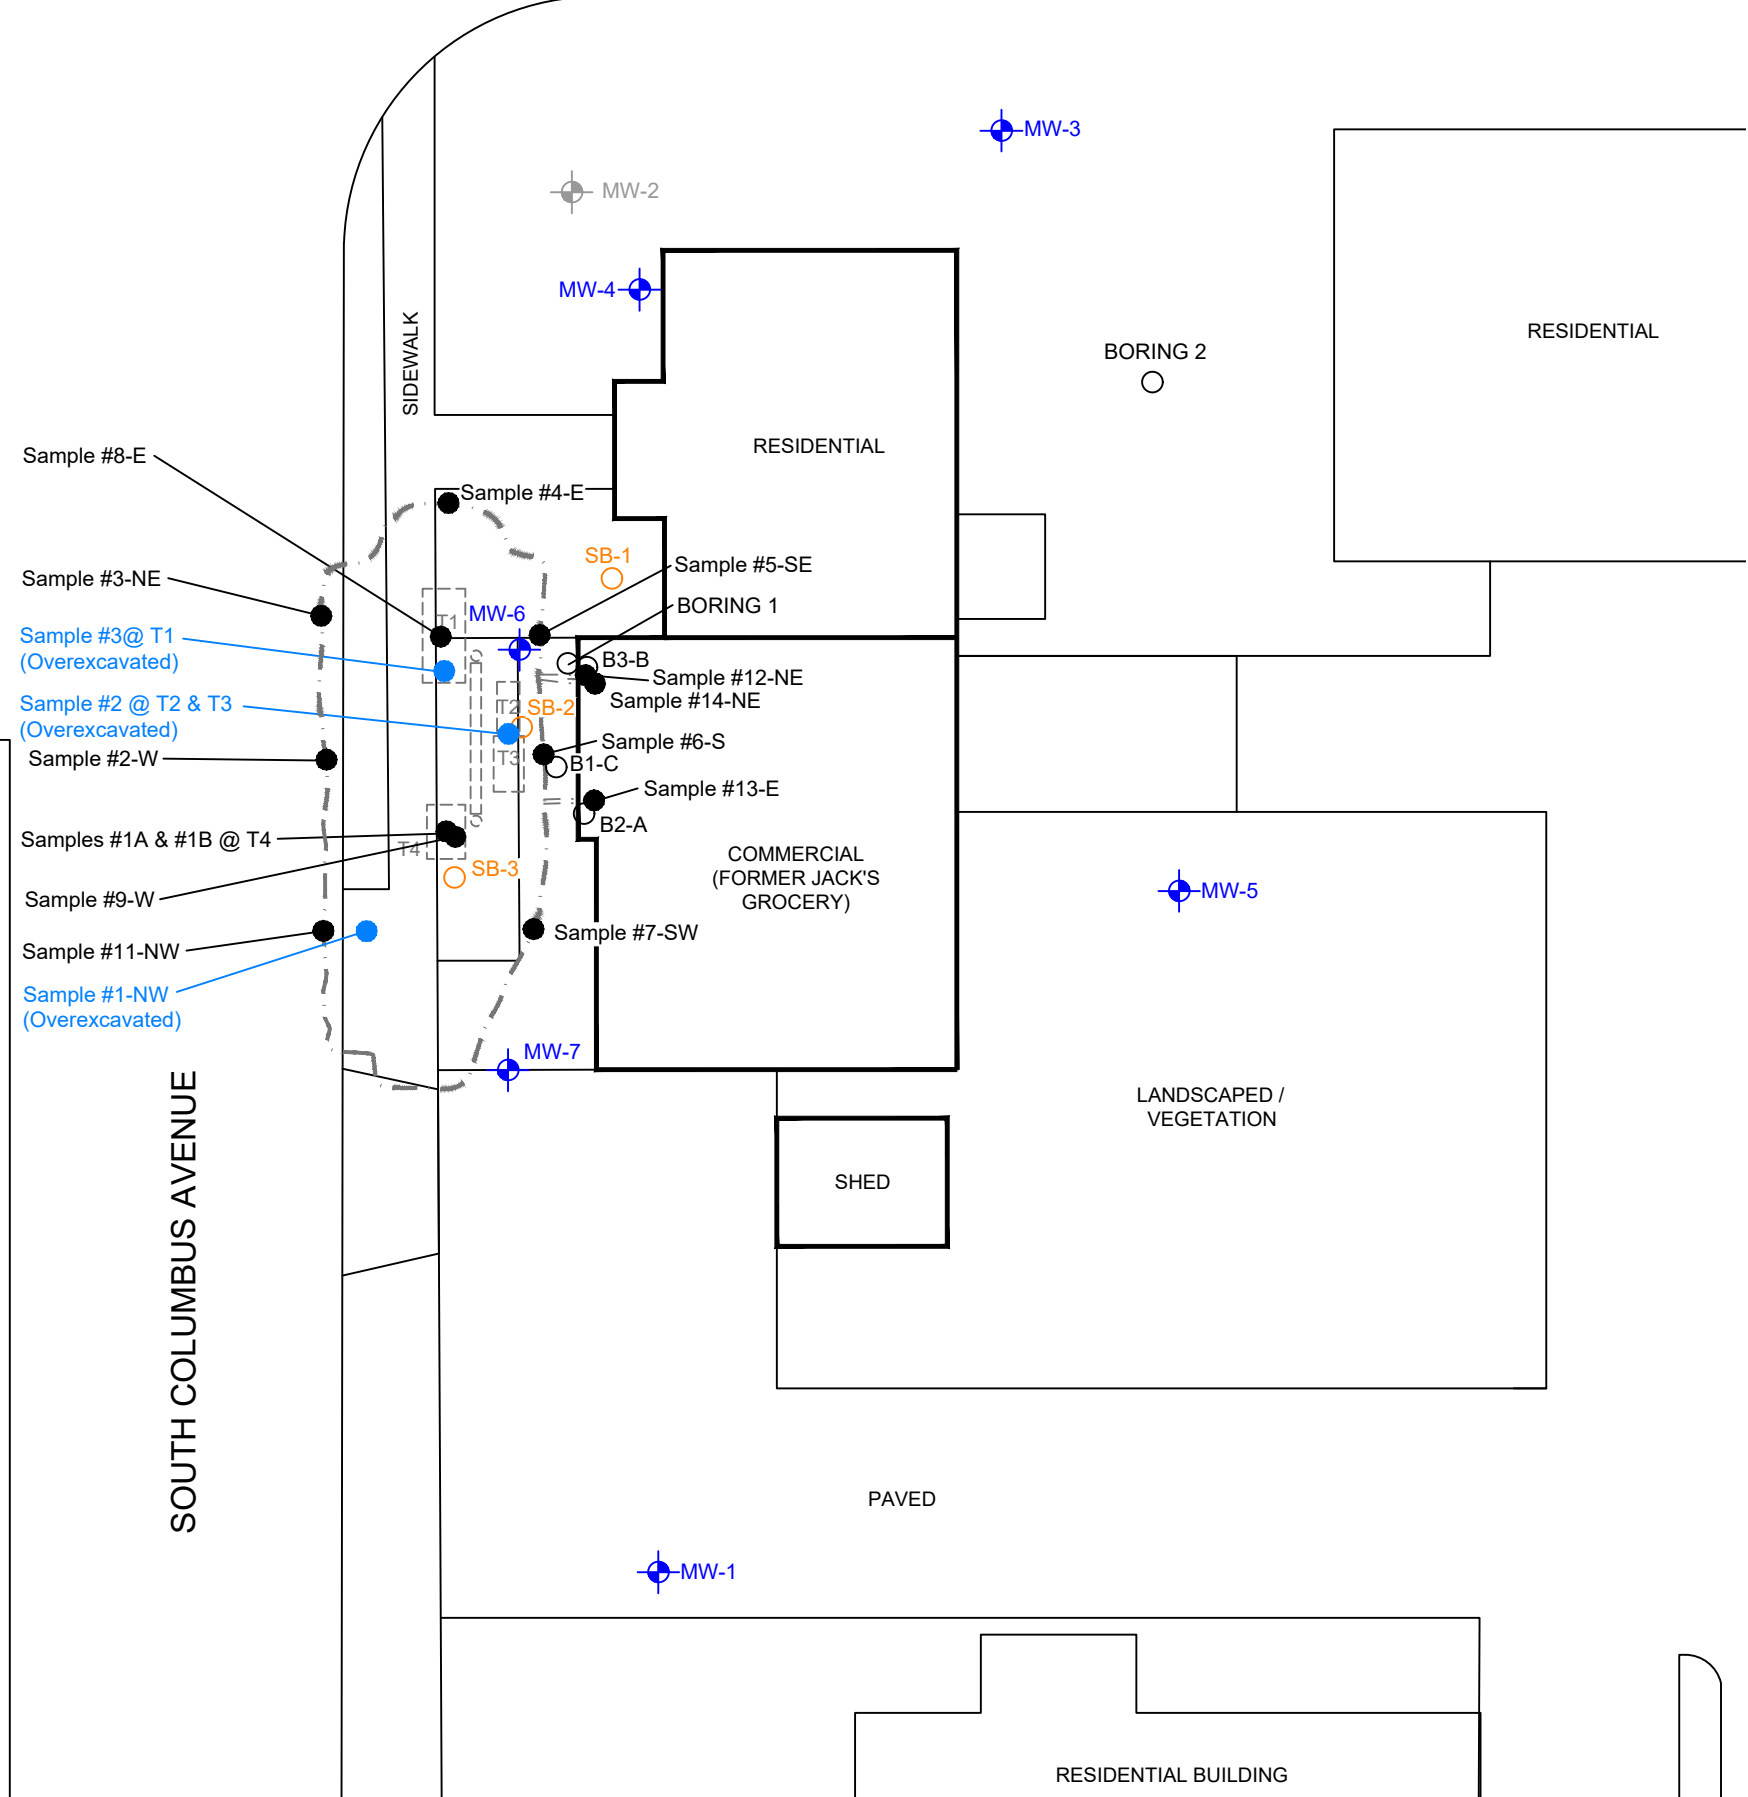 MW-3
MW-2
MW-4
SIDEWALK
RESIDENTIAL
BORING 2
RESIDENTIAL
Sample #8-E
Sample #4-E
SB-1
Sample #5-SE
Sample #3-NE
T1
MW-6
BORING 1
Sample #3@ T1
(Overexcavated)
B3-B
Sample #12-NE
Sample #14-NE
Sample #2 @ T2 & T3
(Overexcavated)
T2
SB-2
Sample #6-S
Sample #2-W
T3
B1-C
Sample #13-E
B2-A
Samples #1A & #1B @ T4
T4
COMMERCIAL
(FORMER JACK'S
GROCERY)
SB-3
MW-5
Sample #9-W
Sample #7-SW
Sample #11-NW
Sample #1-NW
(Overexcavated)
MW-7
LANDSCAPED /
VEGETATION
SHED
SOUTH COLUMBUS AVENUE
PAVED
MW-1
RESIDENTIAL BUILDING